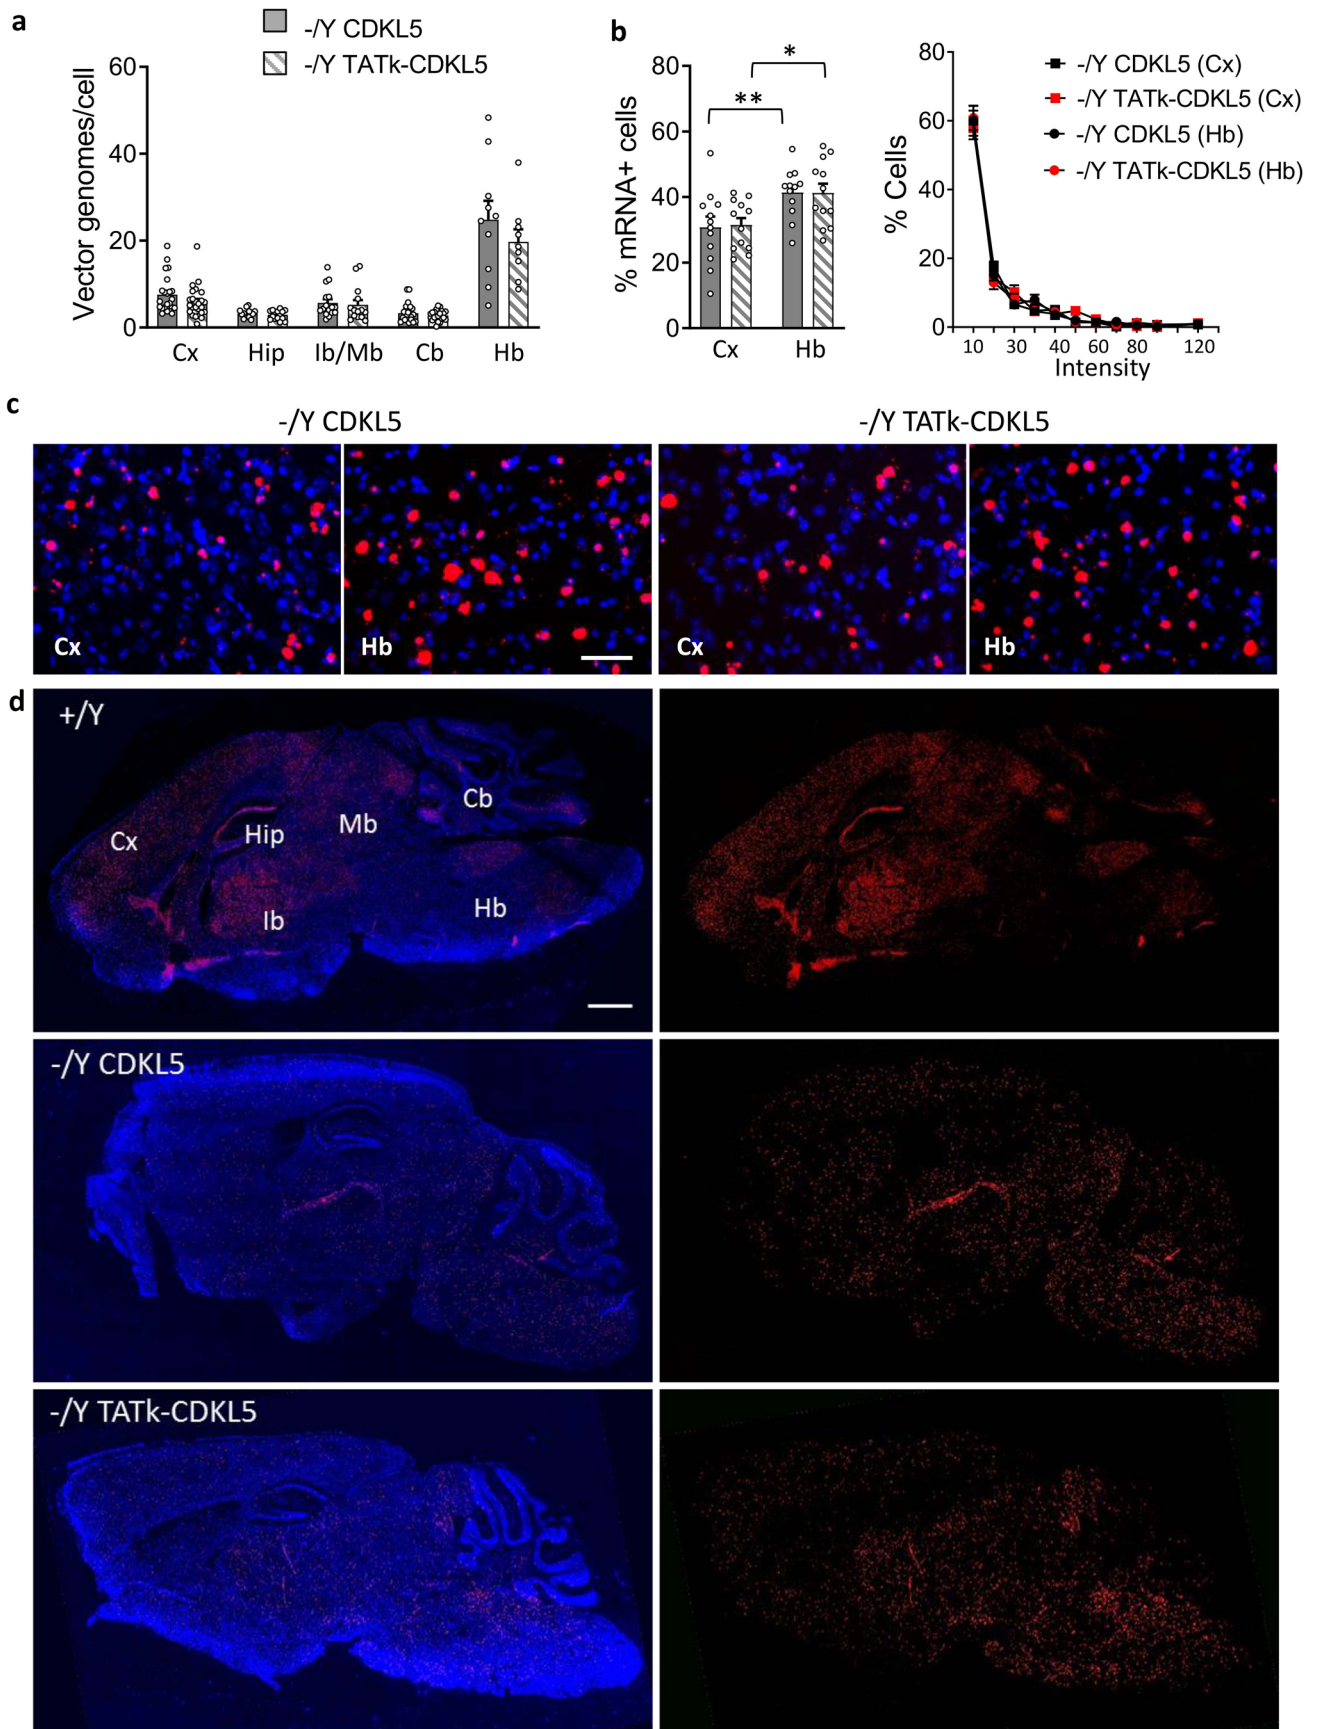 a
-/Y CDKL5
-/Y TATk-CDKL5
Vector genomes/cell
60
40
20
0
Cx Hip Ib/Mb Cb Hb
b
% mRNA+ cells
80
60
40
20
0
**
*
Cx Hb
% Cells
80
60
40
20
0
10 30 60 80 120
Intensity
-/Y CDKL5 (Cx)
-/Y TATk-CDKL5 (Cx)
-/Y CDKL5 (Hb)
-/Y TATk-CDKL5 (Hb)
c
-/Y CDKL5 -/Y TATk-CDKL5
Cx Hb Cx Hb
d
+/Y
Cx Hip Mb Cb
Ib Hb
-/Y CDKL5
-/Y TATk-CDKL5